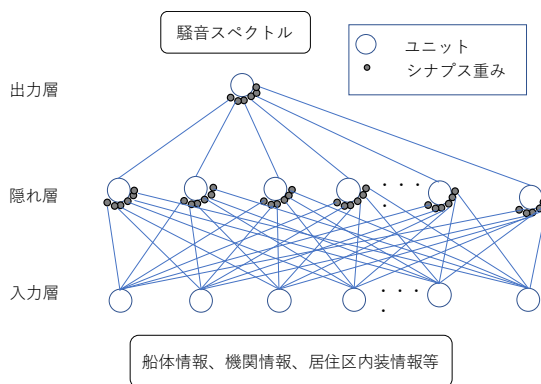 騒音スペクトル
ユニット
シナプス重み
出力層
隠れ層
・・・
入力層
・・・
船体情報、機関情報、居住区内装情報等